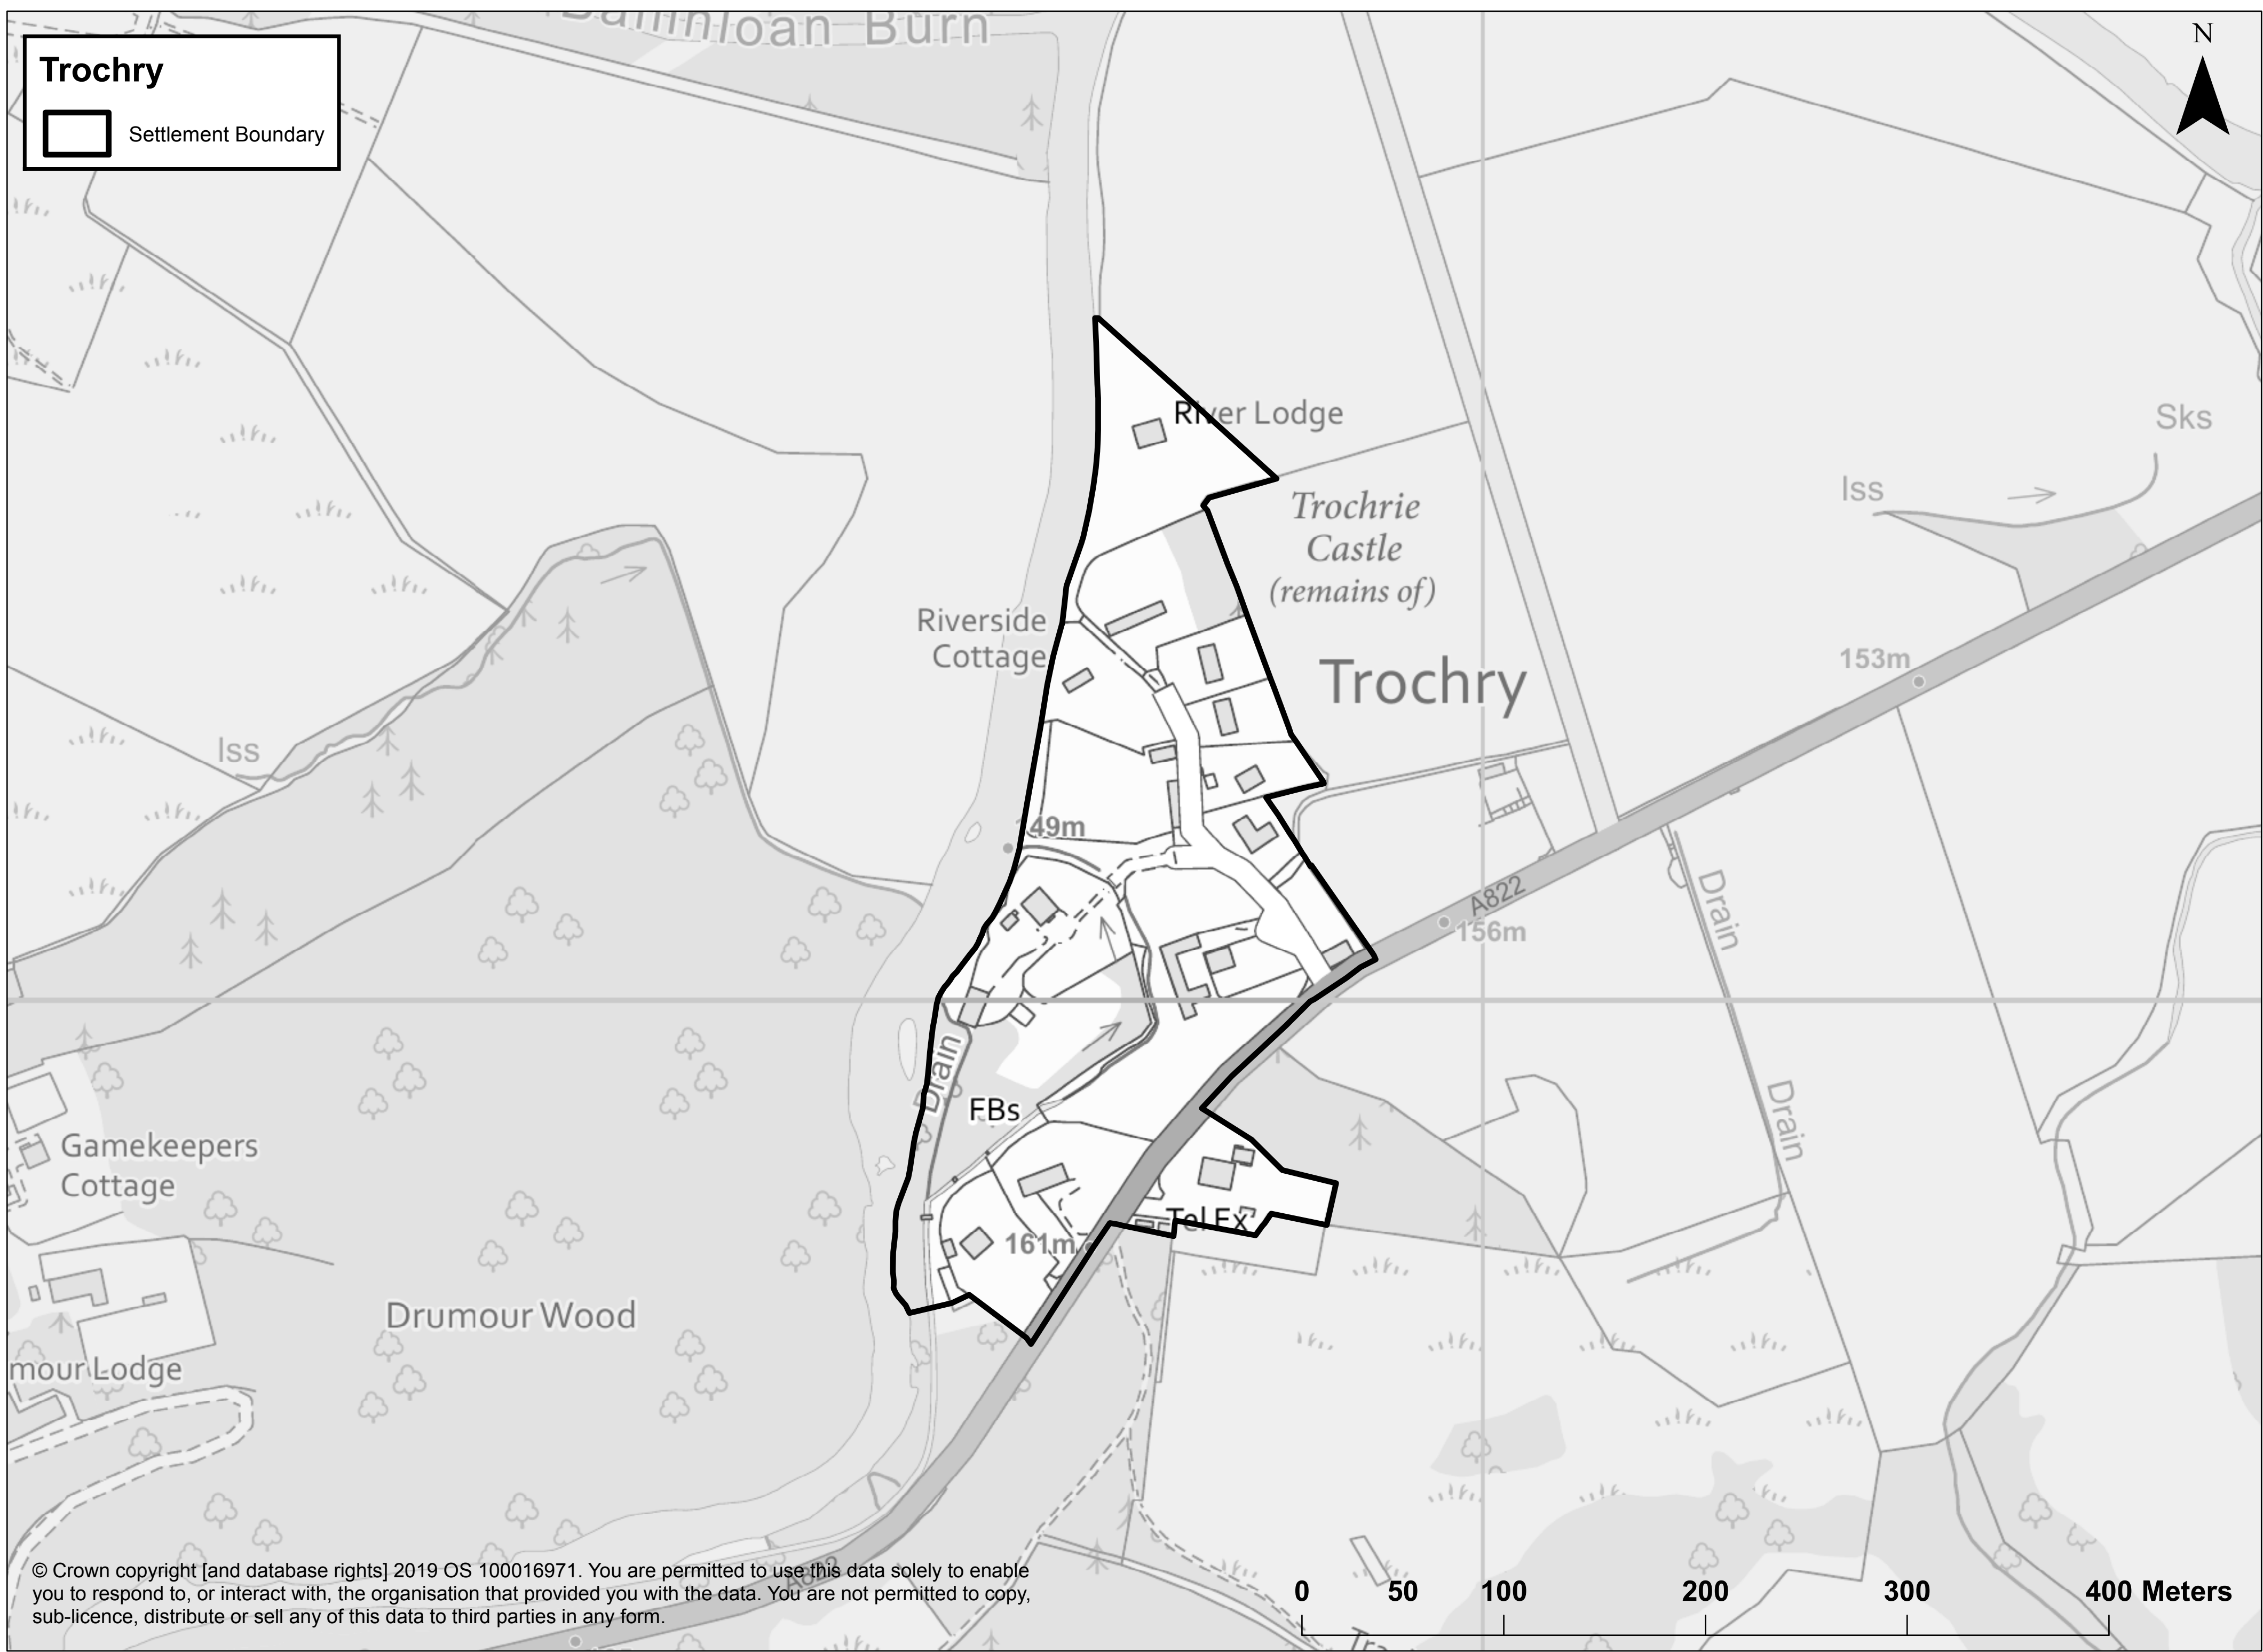 Burn
N
Trochry
Settlement Boundary
River Lodge
Sks
Iss
Trochrie
Castle
(remains of)
Riverside
Cottage
Trochry
153m
Iss
149m
A822
156m
Drain
Drain
FBs
Drain
Gamekeepers
Cottage
Tel Ex
161m
Drumour Wood
mour Lodge
A822
© Crown copyright [and database rights] 2019 OS 100016971. You are permitted to use this data solely to enable
you to respond to, or interact with, the organisation that provided you with the data. You are not permitted to copy,
sub-licence, distribute or sell any of this data to third parties in any form.
0 50 100 200 300 400 Meters